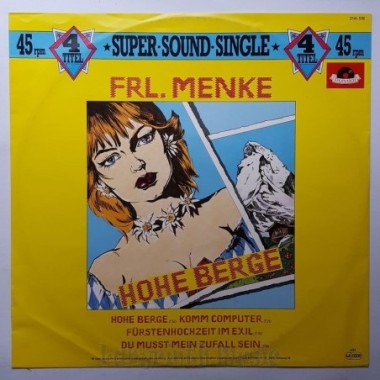 45 rpm 4 TITEL ★SUPER·SOUND·SINGLE★ 4 TITEL 45 rpm
FRL. MENKE
HOHE BERGE
HOHE BERGE KOMM COMPUTER
FÜRSTENHOCHZEIT IM EXIL
DU MUSST MEIN ZUFALL SEIN